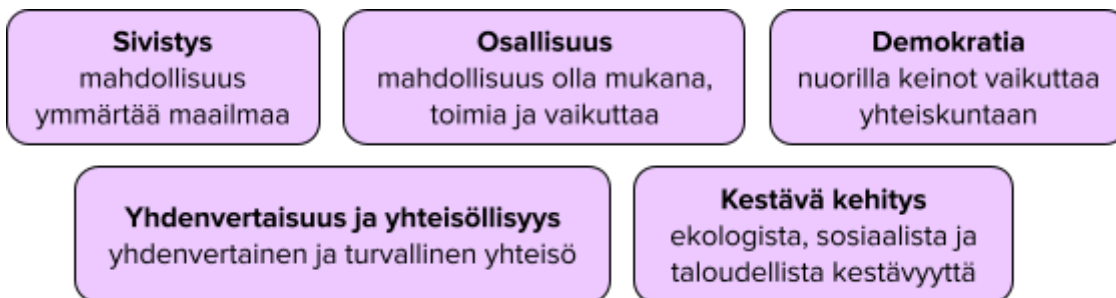 Sivistys
mahdollisuus
ymmärtää maailmaa
Osallisuus
mahdollisuus olla mukana,
toimia ja vaikuttaa
Demokratia
nuorilla keinot vaikuttaa
yhteiskuntaan
Yhdenvertaisuus ja yhteisöllisyys
yhdenvertainen ja turvallinen yhteisö
Kestävä kehitys
ekologista, sosiaalista ja
taloudellista kestävyyttä